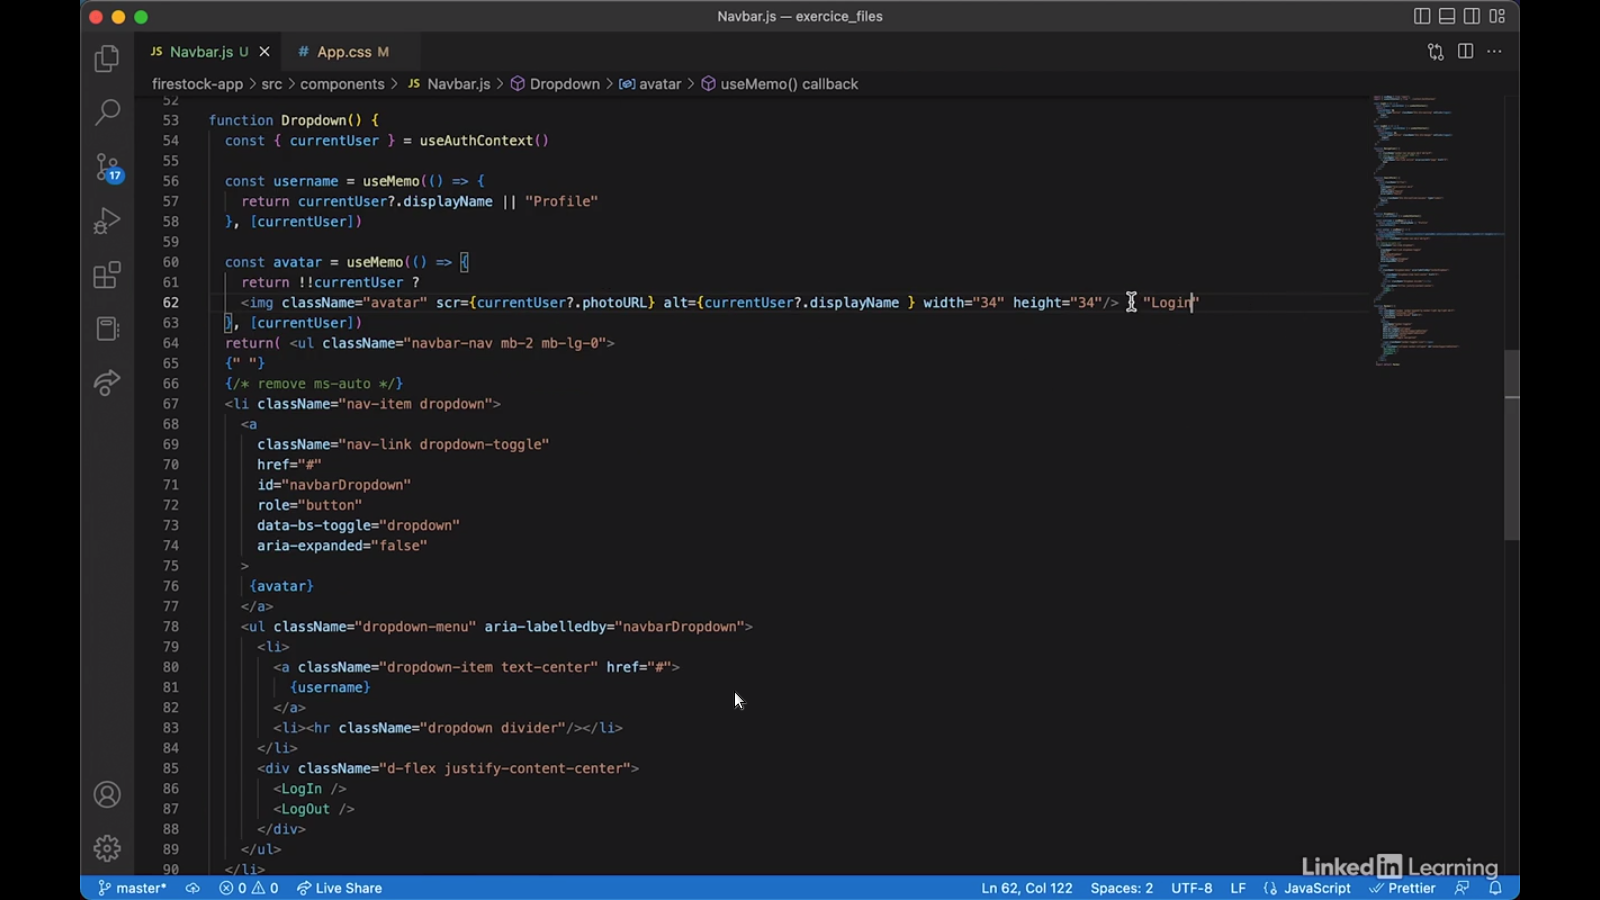 Navbar.js — exercice_files
JS Navbar.js U
# App.css M
firestock-app > src > components > JS Navbar.js > Dropdown > avatar > useMemo() callback
17
52
53 function Dropdown() {
54 const { currentUser } = useAuthContext()
55
56 const username = useMemo(() => {
57 return currentUser?.displayName || "Profile"
58 }, [currentUser])
59
60 const avatar = useMemo(() => {
61 return !!currentUser ?
62 <img className="avatar" scr={currentUser?.photoURL} alt={currentUser?.displayName } width="34" height="34"/> "Login"
63 }, [currentUser])
64 return( <ul className="navbar-nav mb-2 mb-lg-0">
65 {" "}
66 {/* remove ms-auto */}
67 <li className="nav-item dropdown">
68 <a
69 className="nav-link dropdown-toggle"
70 href="#"
71 id="navbarDropdown"
72 role="button"
73 data-bs-toggle="dropdown"
74 aria-expanded="false"
75 >
76 {avatar}
77 </a>
78 <ul className="dropdown-menu" aria-labelledby="navbarDropdown">
79 <li>
80 <a className="dropdown-item text-center" href="#">
81 {username}
82 </a>
83 <li><hr className="dropdown divider"/></li>
84 </li>
85 <div className="d-flex justify-content-center">
86 <LogIn />
87 <LogOut />
88 </div>
89 </ul>
90 </li>
LinkedIn Learning
master* 0 0 Live Share Ln 62, Col 122 Spaces: 2 UTF-8 LF JavaScript Prettier